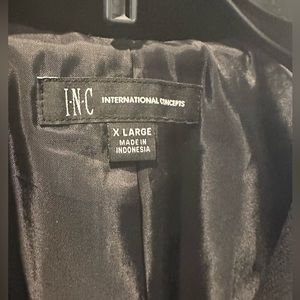 I·N·C INTERNATIONAL CONCEPTS
X LARGE
MADE IN
INDONESIA